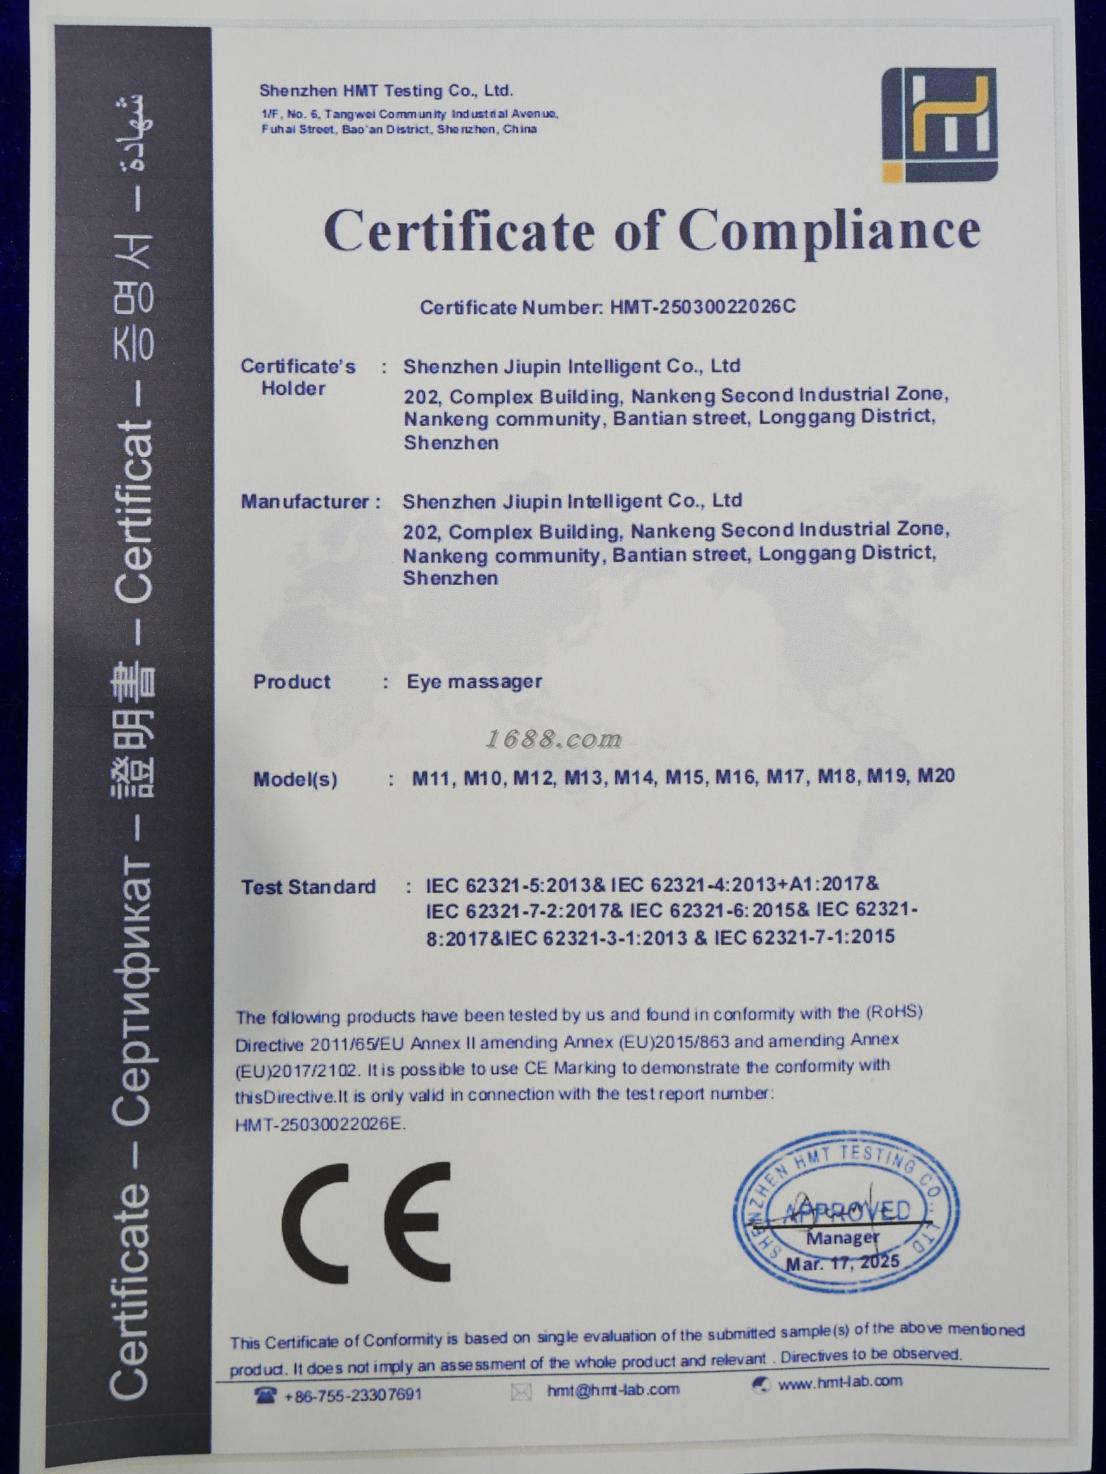 Shenzhen HMT Testing Co., Ltd.
1/F, No. 6, Tangwei Community Industrial Avenue,
Fuhai Street, Bao'an District, Shenzhen, China
Certificate of Compliance
Certificate Number: HMT-25030022026C
Certificate's Holder : Shenzhen Jiupin Intelligent Co., Ltd
202, Complex Building, Nankeng Second Industrial Zone,
Nankeng community, Bantian street, Longgang District,
Shenzhen
Manufacturer : Shenzhen Jiupin Intelligent Co., Ltd
202, Complex Building, Nankeng Second Industrial Zone,
Nankeng community, Bantian street, Longgang District,
Shenzhen
Product : Eye massager
1688.com
Model(s) : M11, M10, M12, M13, M14, M15, M16, M17, M18, M19, M20
Test Standard : IEC 62321-5:2013& IEC 62321-4:2013+A1:2017&
IEC 62321-7-2:2017& IEC 62321-6:2015& IEC 62321-
8:2017&IEC 62321-3-1:2013 & IEC 62321-7-1:2015
The following products have been tested by us and found in conformity with the (RoHS)
Directive 2011/65/EU Annex II amending Annex (EU)2015/863 and amending Annex
(EU)2017/2102. It is possible to use CE Marking to demonstrate the conformity with
thisDirective.It is only valid in connection with the test report number:
HMT-25030022026E.
CE
SHENZHEN HMT TESTING CO., LTD
APPROVED
Manager
Mar. 17, 2025
This Certificate of Conformity is based on single evaluation of the submitted sample(s) of the above mentioned
product. It does not imply an assessment of the whole product and relevant . Directives to be observed.
+86-755-23307691 hmt@hmt-lab.com www.hmt-lab.com
Certificate – Сертификат – 證明書 – Certificat – 증명서 – شهادة